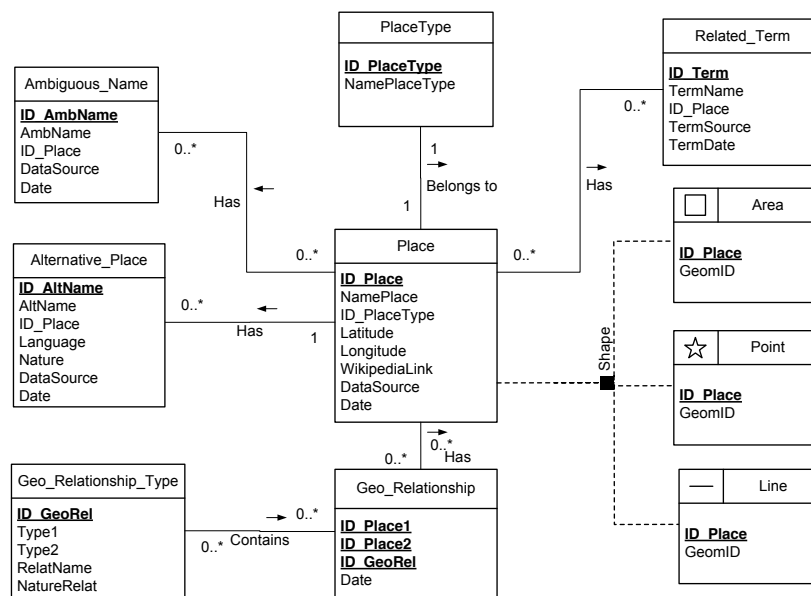 PlaceType
ID_PlaceType
NamePlaceType
Related_Term
ID_Term
TermName
ID_Place
TermSource
TermDate
Ambiguous_Name
ID_AmbName
AmbName
ID_Place
DataSource
Date
0..*
Has
0..*
1
Belongs to
1
0..*
Has
0..*
Area
ID_Place
GeomID
Place
ID_Place
NamePlace
ID_PlaceType
Latitude
Longitude
WikipediaLink
DataSource
Date
Alternative_Place
ID_AltName
AltName
ID_Place
Language
Nature
DataSource
Date
0..*
Has
1
Shape
Point
ID_Place
GeomID
0..*
Has
0..*
Geo_Relationship_Type
ID_GeoRel
Type1
Type2
RelatName
NatureRelat
0..*
Contains
0..*
Geo_Relationship
ID_Place1
ID_Place2
ID_GeoRel
Date
Line
ID_Place
GeomID